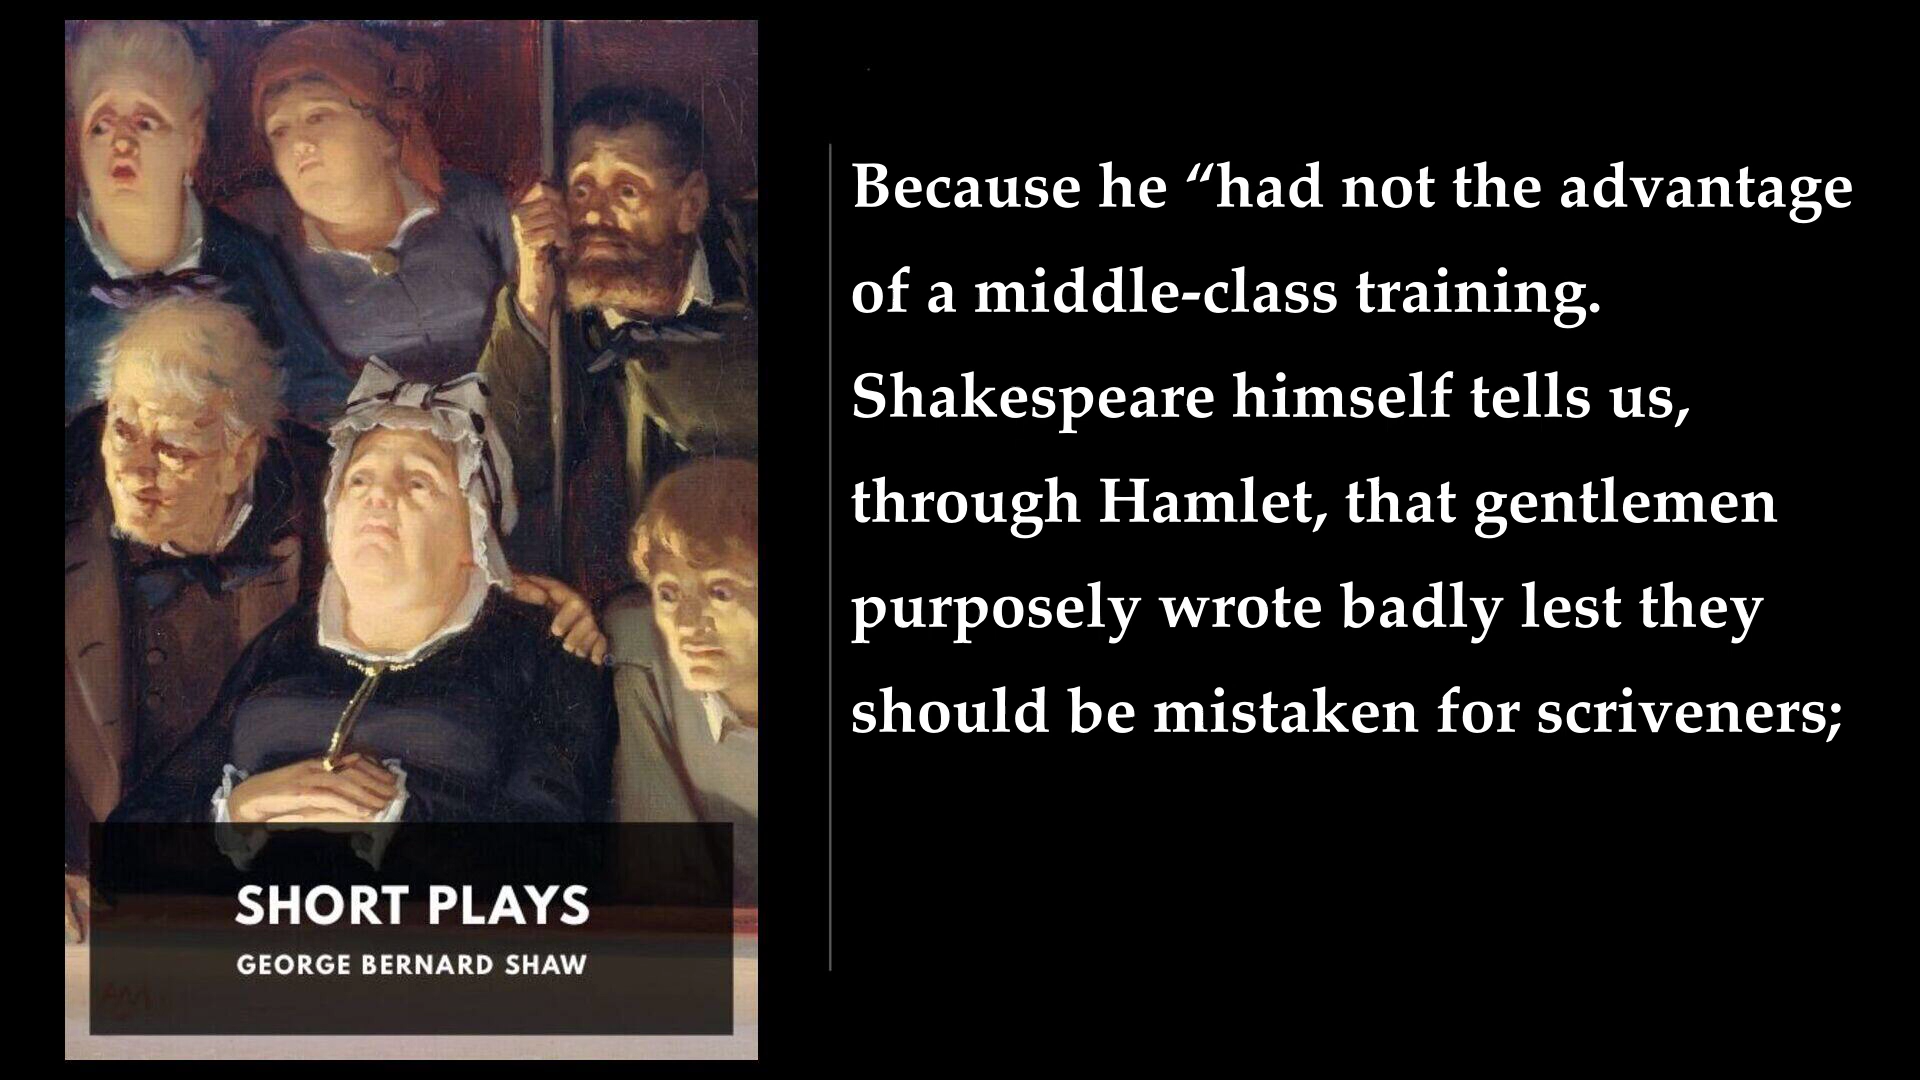 Because he “had not the advantage
of a middle-class training.
Shakespeare himself tells us,
through Hamlet, that gentlemen
purposely wrote badly lest they
should be mistaken for scriveners;
SHORT PLAYS
GEORGE BERNARD SHAW